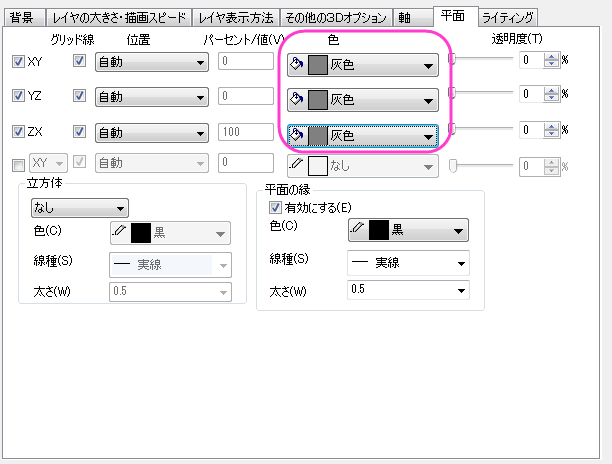 背景 レイヤの大きさ・描画スピード レイヤ表示方法 その他の3Dオプション 軸 平面 ライティング
グリッド線 位置 パーセント/値(V) 色 透明度(T)
XY 自動 0 灰色 0 %
YZ 自動 0 灰色 0 %
ZX 自動 100 灰色 0 %
XY 自動 0 なし 0 %
立方体
なし
色(C) 黒
線種(S) 実線
太さ(W) 0.5
平面の縁
有効にする(E)
色(C) 黒
線種(S) 実線
太さ(W) 0.5